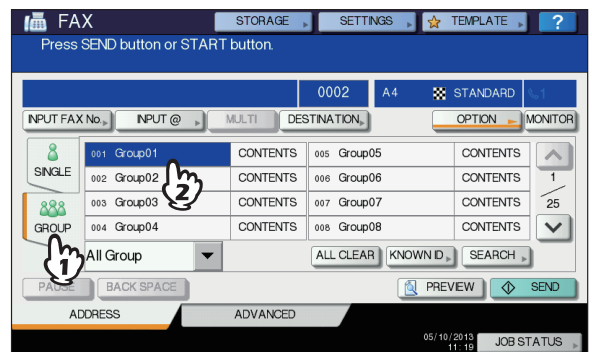 FAX STORAGE SETTINGS TEMPLATE ?
Press SEND button or START button.
0002 A4 STANDARD 1
INPUT FAX No. INPUT @ MULTI DESTINATION OPTION MONITOR
SINGLE
GROUP
001 Group01 CONTENTS 005 Group05 CONTENTS
002 Group02 CONTENTS 006 Group06 CONTENTS
003 Group03 CONTENTS 007 Group07 CONTENTS
004 Group04 CONTENTS 008 Group08 CONTENTS
1
25
2
1
All Group ALL CLEAR KNOWN ID SEARCH
PAUSE BACK SPACE PREVIEW SEND
ADDRESS ADVANCED
05/10/2013
11:19
JOB STATUS